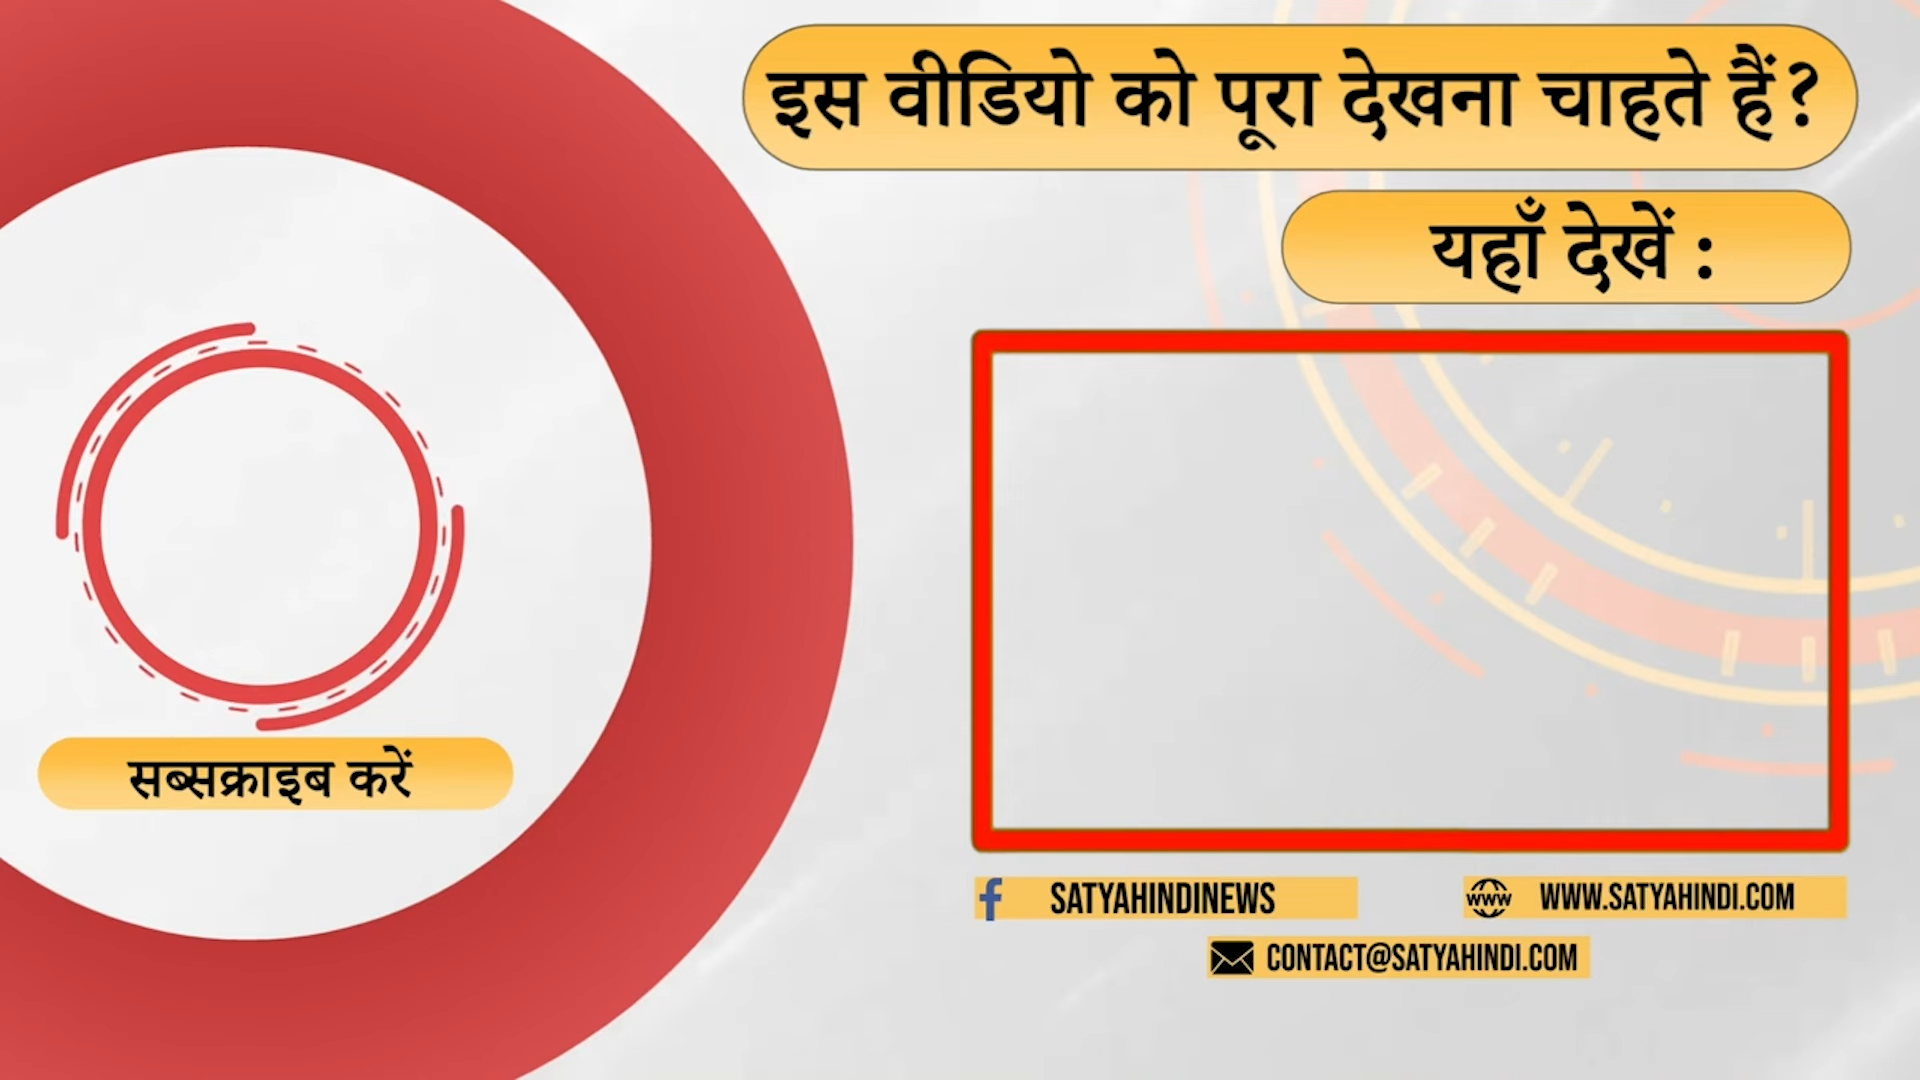 इस वीडियो को पूरा देखना चाहते हैं?
यहाँ देखें :
सब्सक्राइब करें
SATYAHINDINEWS
WWW.SATYAHINDI.COM
CONTACT@SATYAHINDI.COM